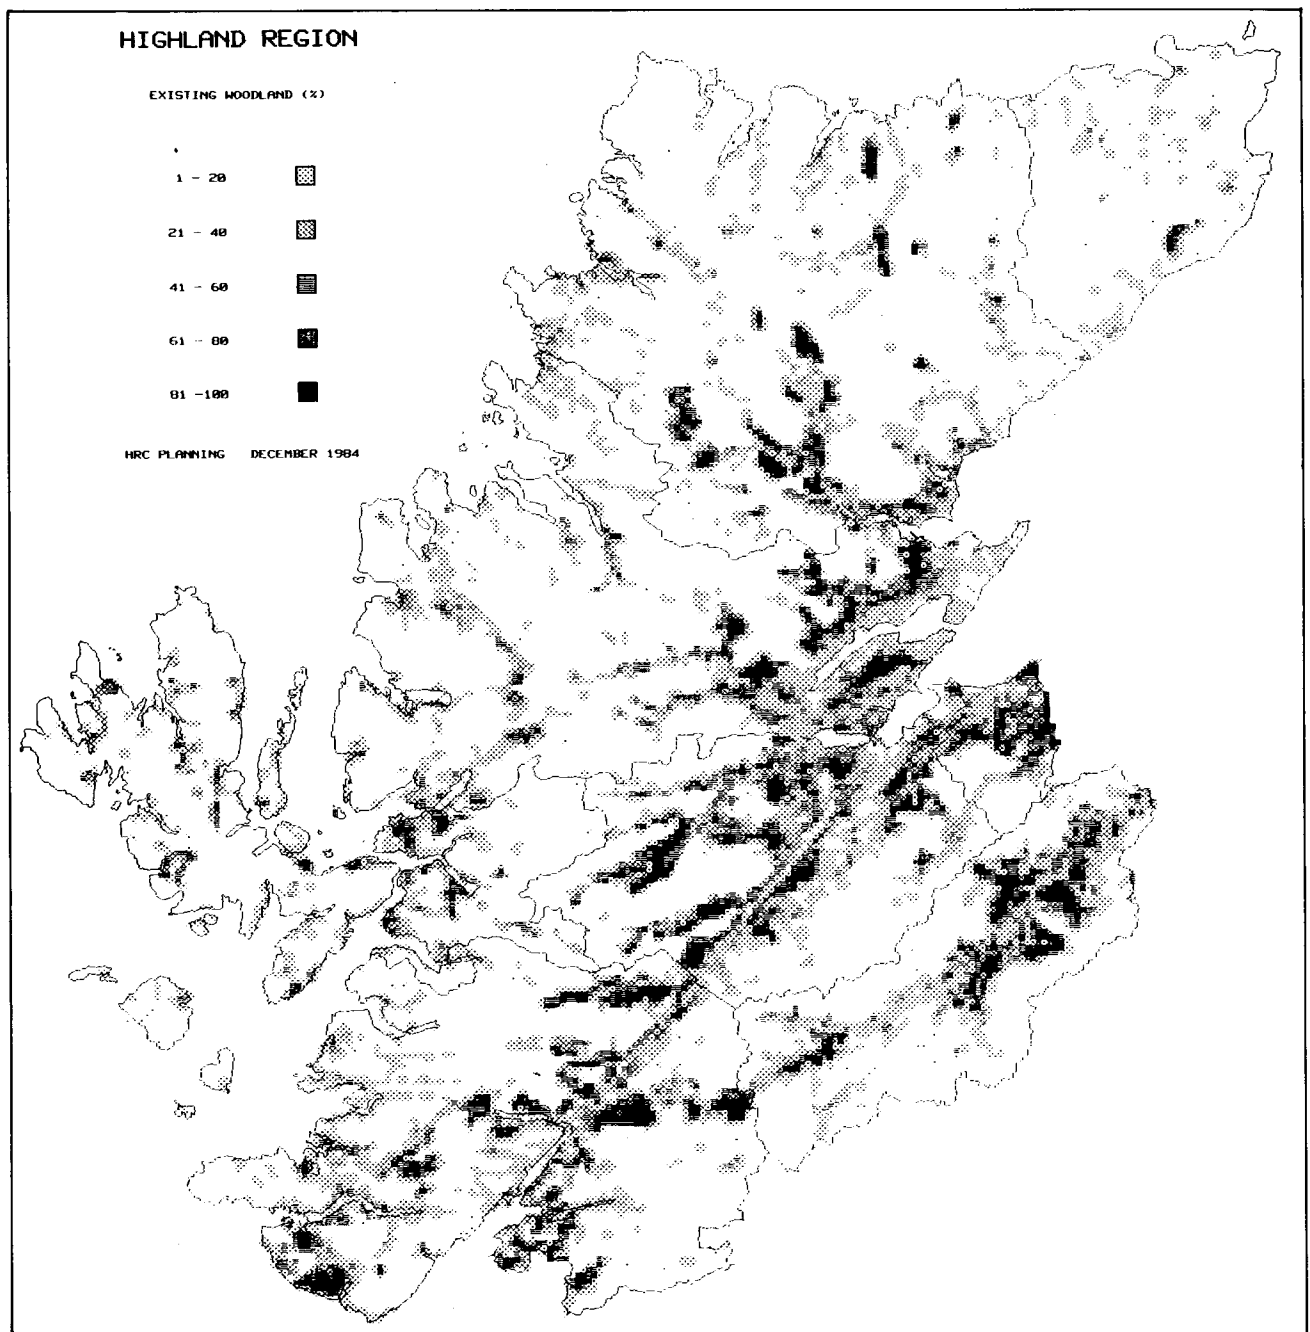 HIGHLAND REGION
EXISTING WOODLAND (%)
1 - 20
21 - 40
41 - 60
61 - 80
81 -100
HRC PLANNING DECEMBER 1984